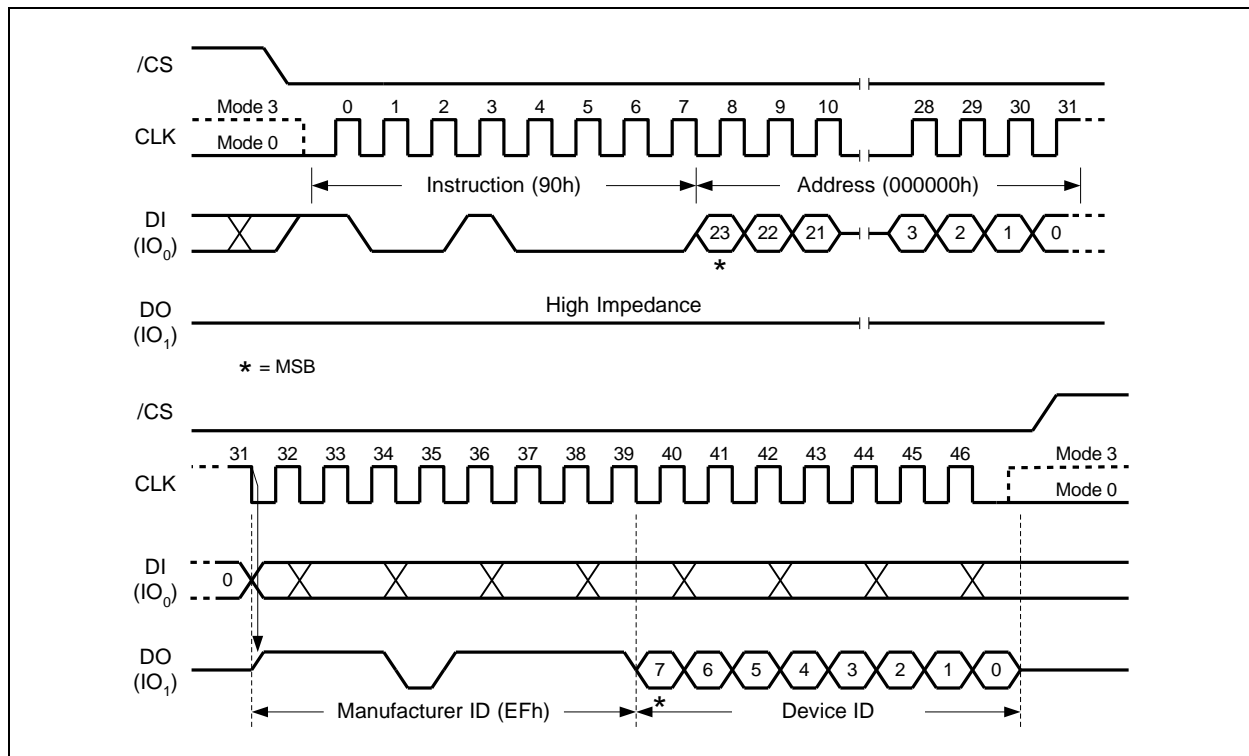 /CS
Mode 3
0 1 2 3 4 5 6 7 8 9 10 28 29 30 31
CLK
Mode 0
Instruction (90h) Address (000000h)
DI
(IO0)
23 22 21 3 2 1 0
*
High Impedance
DO
(IO1)
* = MSB
/CS
31 32 33 34 35 36 37 38 39 40 41 42 43 44 45 46
Mode 3
CLK
Mode 0
DI
(IO0)
0
DO
(IO1)
7 6 5 4 3 2 1 0
*
Manufacturer ID (EFh) Device ID